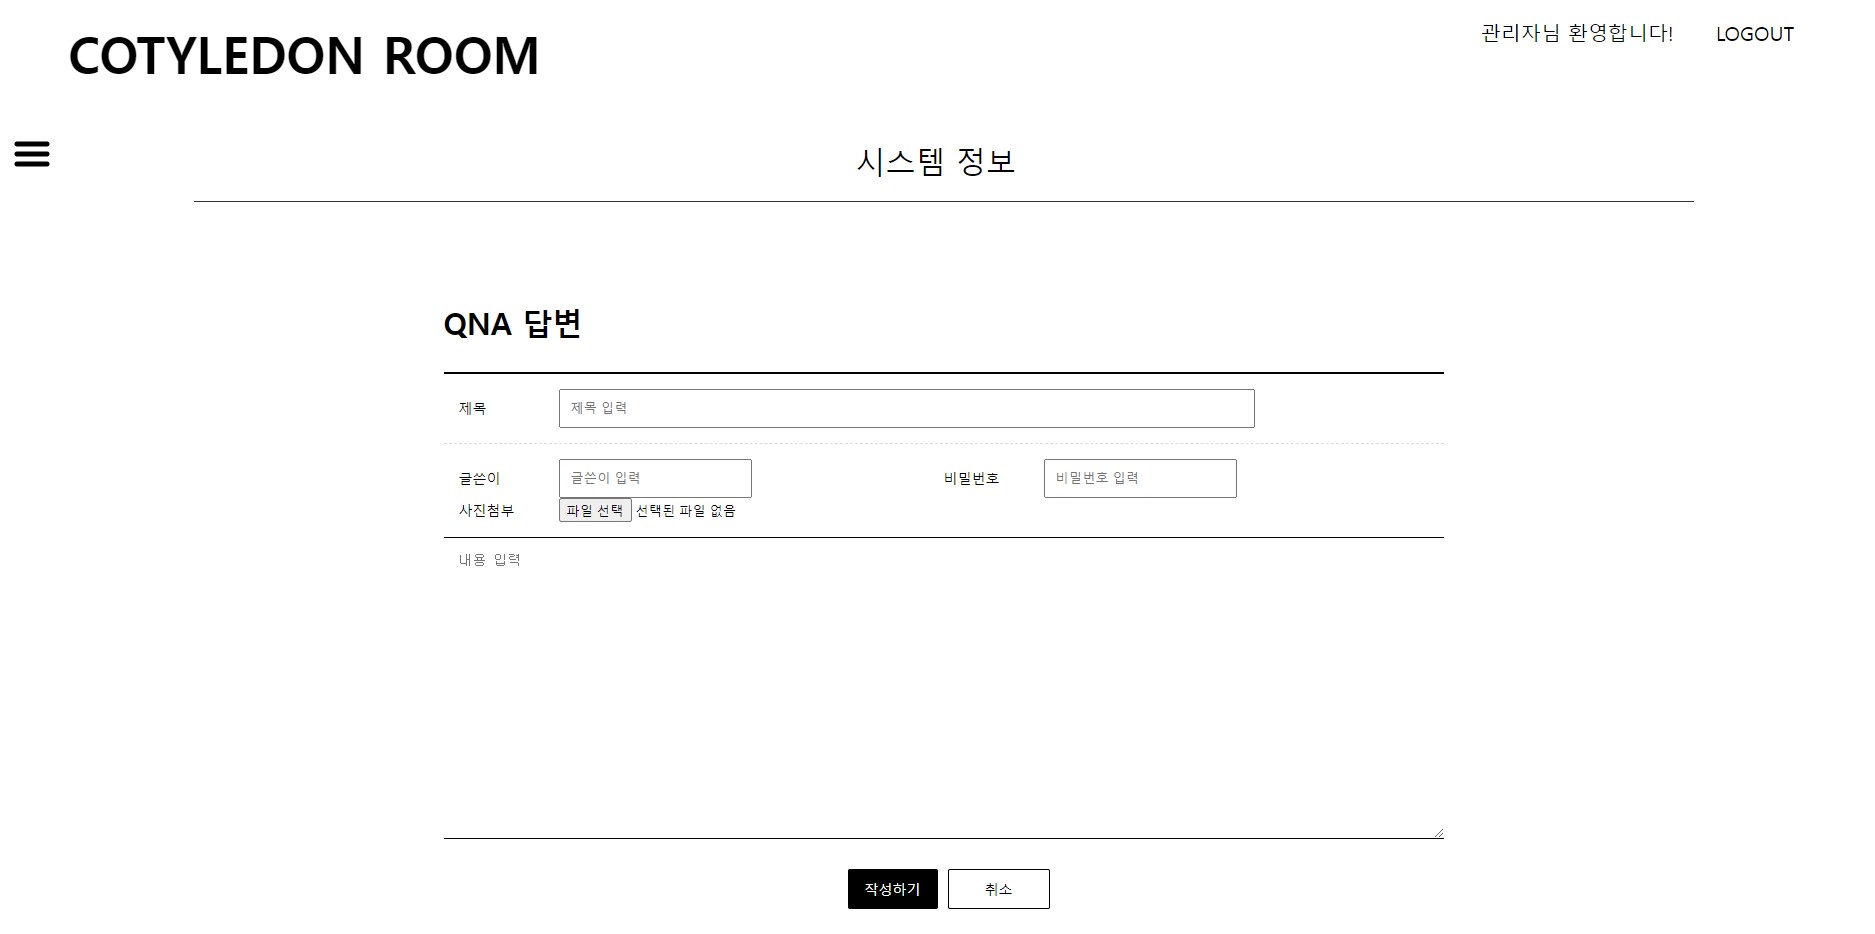 COTYLEDON ROOM
관리자님 환영합니다! LOGOUT
시스템 정보
QNA 답변
제목 제목 입력
글쓴이 글쓴이 입력 비밀번호 비밀번호 입력
사진첨부 파일 선택 선택된 파일 없음
내용 입력
작성하기 취소